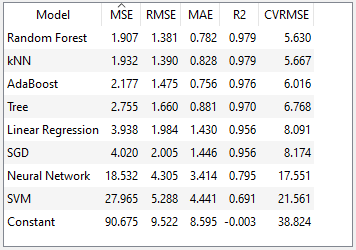 Model MSE RMSE MAE R2 CVRMSE
Random Forest 1.907 1.381 0.782 0.979 5.630
kNN 1.932 1.390 0.828 0.979 5.667
AdaBoost 2.177 1.475 0.756 0.976 6.016
Tree 2.755 1.660 0.881 0.970 6.768
Linear Regression 3.938 1.984 1.430 0.956 8.091
SGD 4.020 2.005 1.446 0.956 8.174
Neural Network 18.532 4.305 3.414 0.795 17.551
SVM 27.965 5.288 4.441 0.691 21.561
Constant 90.675 9.522 8.595 -0.003 38.824